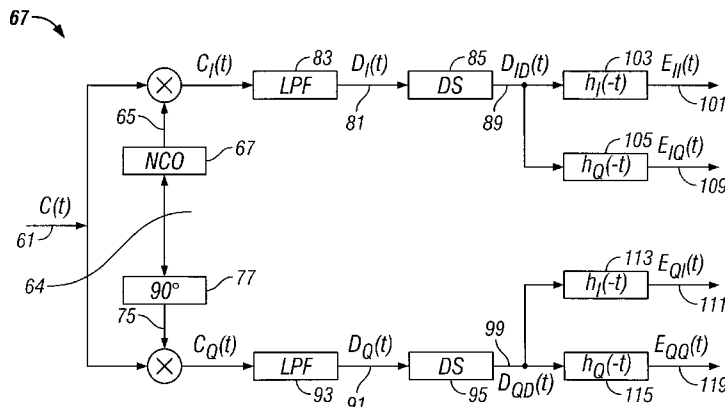 67
C_I(t)
83
LPF
D_I(t)
81
85
DS
D_ID(t)
89
103
h_I(-t)
E_II(t)
101
65
NCO
67
105
h_Q(-t)
E_IQ(t)
109
C(t)
61
64
90°
77
75
113
h_I(-t)
E_QI(t)
111
C_Q(t)
LPF
93
D_Q(t)
91
DS
95
99
D_QD(t)
h_Q(-t)
115
E_QQ(t)
119